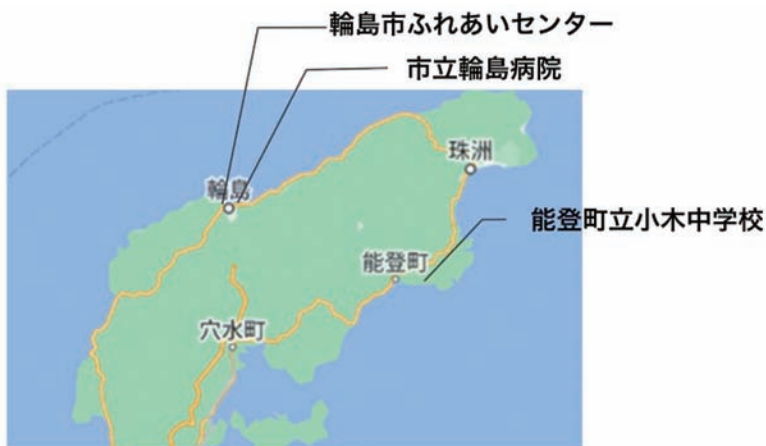 輪島市ふれあいセンター
市立輪島病院
珠洲
輪島
能登町立小木中学校
能登町
穴水町